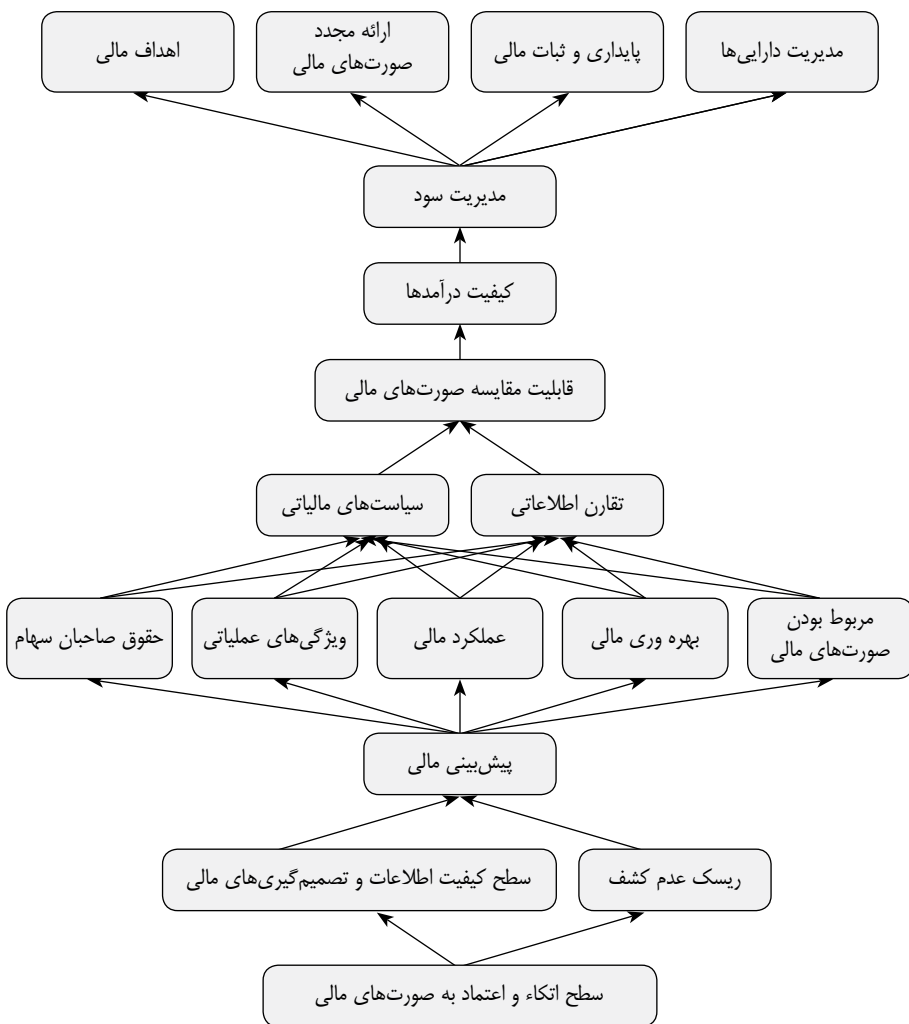 مدیریت دارایی‌ها
پایداری و ثبات مالی
ارائه مجدد
صورت‌های مالی
اهداف مالی
مدیریت سود
کیفیت درآمدها
قابلیت مقایسه صورت‌های مالی
تقارن اطلاعاتی
سیاست‌های مالیاتی
مربوط بودن
صورت‌های مالی
بهره وری مالی
عملکرد مالی
ویژگی‌های عملیاتی
حقوق صاحبان سهام
پیش‌بینی مالی
ریسک عدم کشف
سطح کیفیت اطلاعات و تصمیم‌گیری‌های مالی
سطح اتکاء و اعتماد به صورت‌های مالی